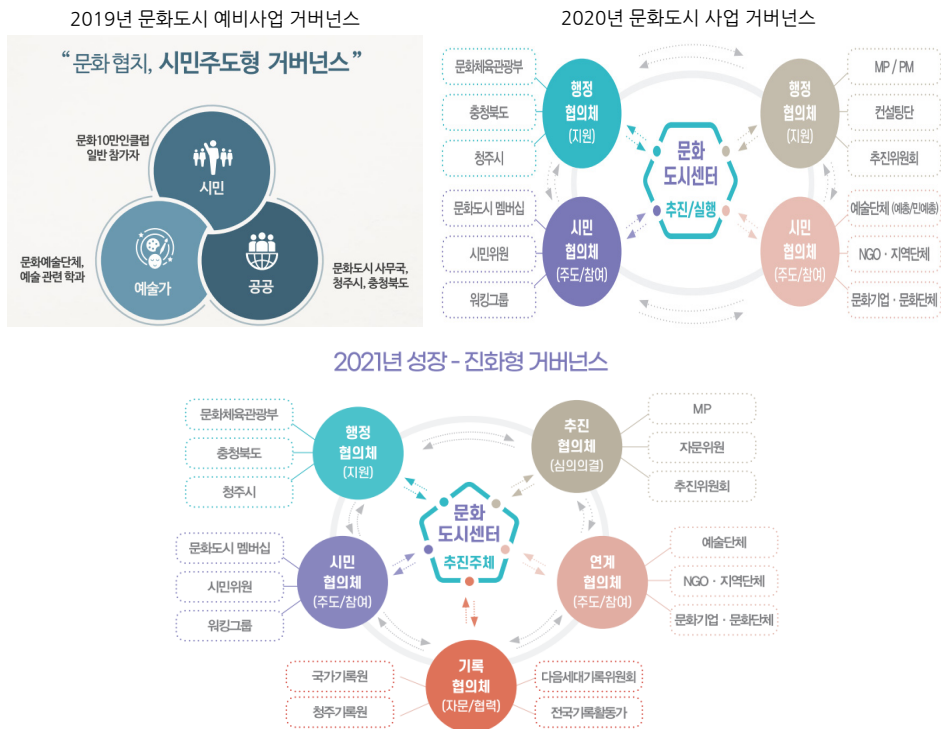 2019년 문화도시 예비사업 거버넌스
“문화 협치, 시민주도형 거버넌스”
문화10만인클럽
일반 참가자
시민
문화예술단체,
예술 관련 학과
예술가
공공
문화도시 사무국,
청주시, 충청북도
2020년 문화도시 사업 거버넌스
문화체육관광부
충청북도
청주시
행정
협의체
(지원)
행정
협의체
(지원)
MP / PM
컨설팅단
추진위원회
문화
도시센터
추진/실행
문화도시 멤버십
시민위원
워킹그룹
시민
협의체
(주도/참여)
시민
협의체
(주도/참여)
예술단체 (예총/민예총)
NGO · 지역단체
문화기업 · 문화단체
2021년 성장 - 진화형 거버넌스
문화체육관광부
충청북도
청주시
행정
협의체
(지원)
추진
협의체
(심의의결)
MP
자문위원
추진위원회
문화
도시센터
추진주체
문화도시 멤버십
시민위원
워킹그룹
시민
협의체
(주도/참여)
연계
협의체
(주도/참여)
예술단체
NGO · 지역단체
문화기업 · 문화단체
국가기록원
청주기록원
기록
협의체
(자문/협력)
다음세대기록위원회
전국기록활동가